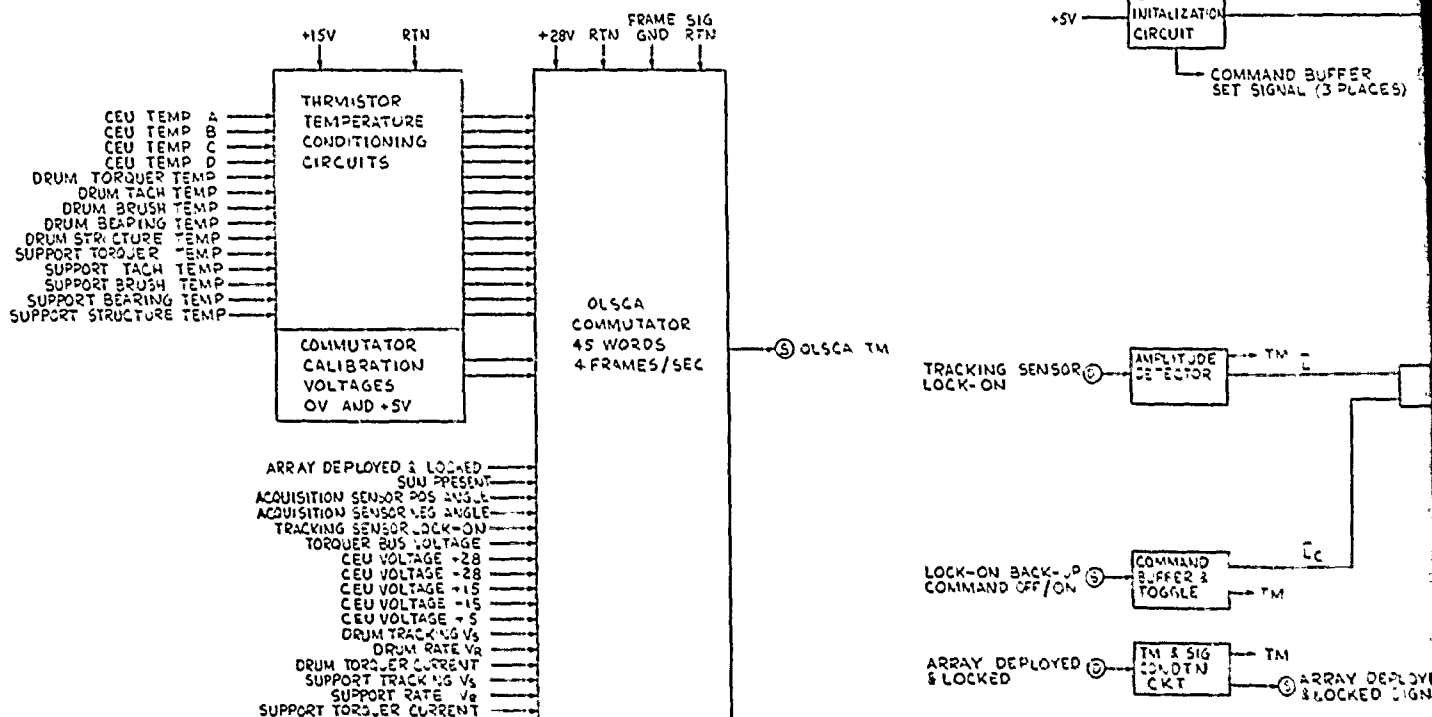 +15V RTN
THRMISTOR
TEMPERATURE
CONDITIONING
CIRCUITS
CEU TEMP A
CEU TEMP B
CEU TEMP C
CEU TEMP D
DRUM TORQUER TEMP
DRUM TACH TEMP
DRUM BRUSH TEMP
DRUM BEARING TEMP
DRUM STRUCTURE TEMP
SUPPORT TORQUER TEMP
SUPPORT TACH TEMP
SUPPORT BRUSH TEMP
SUPPORT BEARING TEMP
SUPPORT STRUCTURE TEMP
COMMUTATOR
CALIBRATION
VOLTAGES
0V AND +5V
FRAME SIG
+28V RTN GND RTN
OLSCA
COMMUTATOR
45 WORDS
4 FRAMES/SEC
S OLSCA TM
ARRAY DEPLOYED & LOCKED
SUN PRESENT
ACQUISITION SENSOR POS ANGLE
ACQUISITION SENSOR NEG ANGLE
TRACKING SENSOR LOCK-ON
TORQUER BUS VOLTAGE
CEU VOLTAGE +28
CEU VOLTAGE -28
CEU VOLTAGE +15
CEU VOLTAGE -15
CEU VOLTAGE +5
DRUM TRACKING VS
DRUM RATE VR
DRUM TORQUER CURRENT
SUPPORT TRACKING VS
SUPPORT RATE VR
SUPPORT TORQUER CURRENT
+5V
INITALIZATION
CIRCUIT
COMMAND BUFFER
SET SIGNAL (3 PLACES)
TRACKING SENSOR
LOCK-ON
AMPLITUDE
DETECTOR
TM L̅
LOCK-ON BACK-UP S
COMMAND OFF/ON
COMMAND
BUFFER &
TOGGLE
L̅C
TM
ARRAY DEPLOYED
& LOCKED
TM & SIG
CONDTN
CKT
TM
S ARRAY DEPLOYE
& LOCKED SIGN